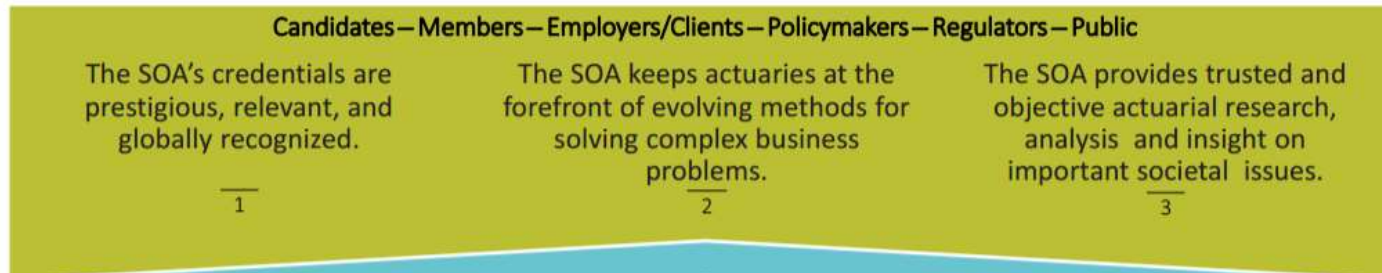 Candidates – Members – Employers/Clients – Policymakers – Regulators – Public
The SOA's credentials are
prestigious, relevant, and
globally recognized.
1
The SOA keeps actuaries at the
forefront of evolving methods for
solving complex business
problems.
2
The SOA provides trusted and
objective actuarial research,
analysis and insight on
important societal issues.
3